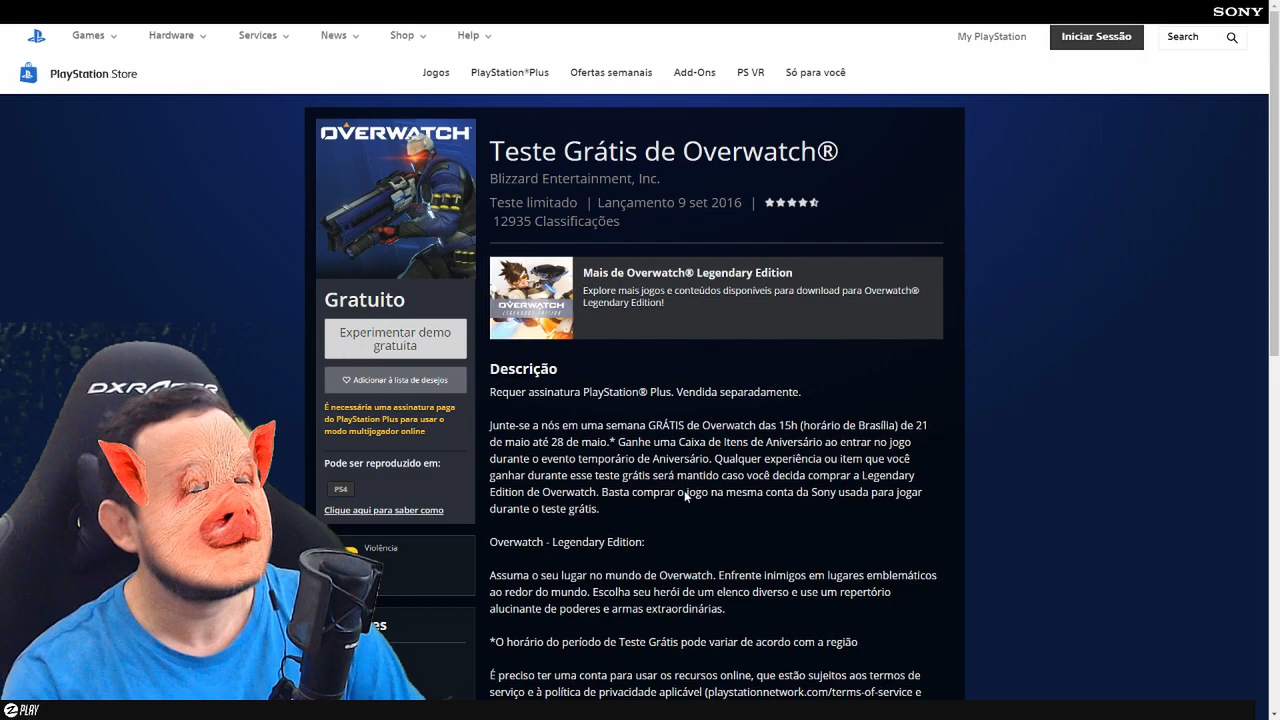 SONY
Games Hardware Services News Shop Help My PlayStation Iniciar Sessão Search
PlayStation Store Jogos PlayStation®Plus Ofertas semanais Add-Ons PS VR Só para você
OVERWATCH
Teste Grátis de Overwatch®
Blizzard Entertainment, Inc.
Teste limitado | Lançamento 9 set 2016 |
12935 Classificações
Mais de Overwatch® Legendary Edition
Explore mais jogos e conteúdos disponíveis para download para Overwatch®
Legendary Edition!
OVERWATCH
LEGENDARY EDITION
Gratuito
Experimentar demo
gratuita
Adicionar à lista de desejos
É necessária uma assinatura paga
do PlayStation Plus para usar o
modo multijogador online
Pode ser reproduzido em:
PS4
Clique aqui para saber como
Violência
es
Descrição
Requer assinatura PlayStation® Plus. Vendida separadamente.
Junte-se a nós em uma semana GRÁTIS de Overwatch das 15h (horário de Brasília) de 21
de maio até 28 de maio.* Ganhe uma Caixa de Itens de Aniversário ao entrar no jogo
durante o evento temporário de Aniversário. Qualquer experiência ou item que você
ganhar durante esse teste grátis será mantido caso você decida comprar a Legendary
Edition de Overwatch. Basta comprar o jogo na mesma conta da Sony usada para jogar
durante o teste grátis.
Overwatch - Legendary Edition:
Assuma o seu lugar no mundo de Overwatch. Enfrente inimigos em lugares emblemáticos
ao redor do mundo. Escolha seu herói de um elenco diverso e use um repertório
alucinante de poderes e armas extraordinárias.
*O horário do período de Teste Grátis pode variar de acordo com a região
É preciso ter uma conta para usar os recursos online, que estão sujeitos aos termos de
serviço e à política de privacidade aplicável (playstationnetwork.com/terms-of-service e
DXRACER
2 PLAY